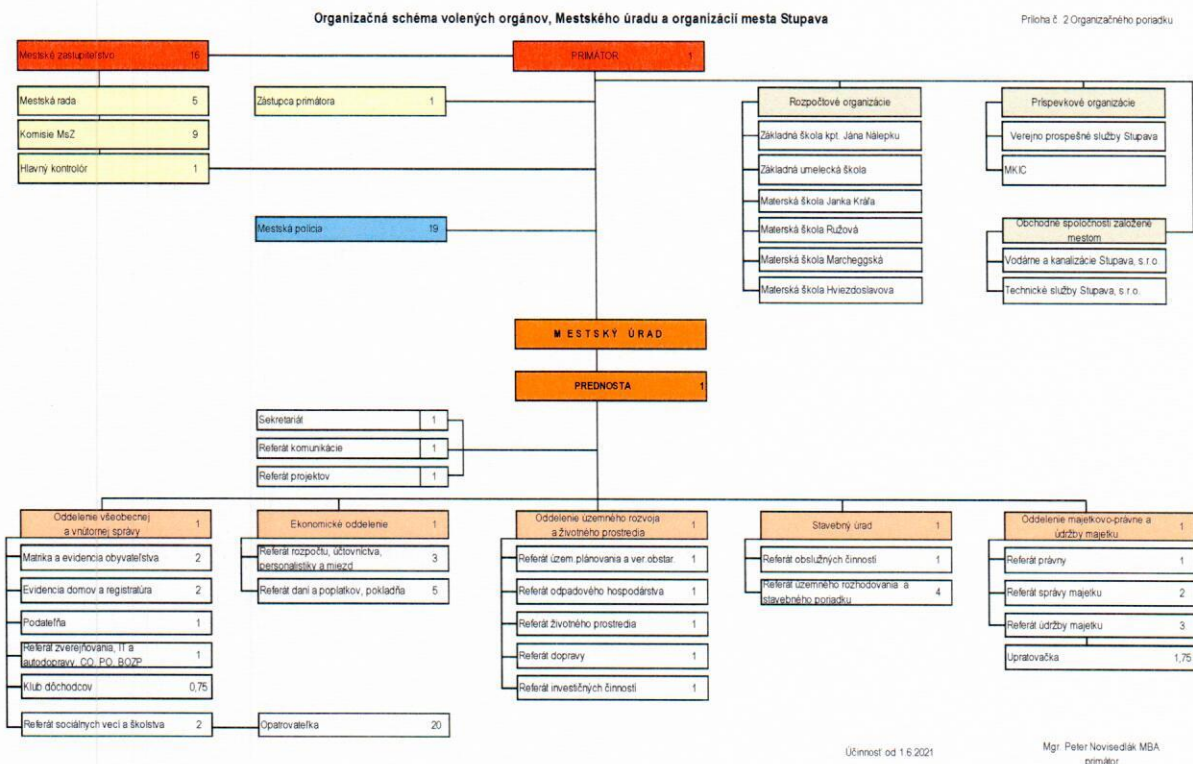 Organizačná schéma volených orgánov, Mestského úradu a organizácií mesta Stupava
Príloha č. 2 Organizačného poriadku
Mestské zastupiteľstvo 16
PRIMÁTOR 1
Mestská rada 5
Komisie MsZ 9
Hlavný kontrolór 1
Zástupca primátora 1
Mestská polícia 19
Rozpočtové organizácie
Základná škola kpt. Jána Nálepku
Základná umelecká škola
Materská škola Janka Kráľa
Materská škola Ružová
Materská škola Marcheggská
Materská škola Hviezdoslavova
Príspevkové organizácie
Verejno prospešné služby Stupava
MKIC
Obchodné spoločnosti založené
mestom
Vodárne a kanalizácie Stupava, s.r.o
Technické služby Stupava, s.r.o.
MESTSKÝ ÚRAD
PREDNOSTA 1
Sekretariát 1
Referát komunikácie 1
Referát projektov 1
Oddelenie všeobecnej
a vnútornej správy 1
Matrika a evidencia obyvateľstva 2
Evidencia domov a registratúra 2
Podateľňa 1
Referát zverejňovania, IT a
autodopravy, CO, PO, BOZP 1
Klub dôchodcov 0,75
Referát sociálnych vecí a školstva 2
Opatrovateľka 20
Ekonomické oddelenie 1
Referát rozpočtu, účtovníctva,
personalistiky a miezd 3
Referát daní a poplatkov, pokladňa 5
Oddelenie územného rozvoja
a životného prostredia 1
Referát územ plánovania a ver obstar. 1
Referát odpadového hospodárstva 1
Referát životného prostredia 1
Referát dopravy 1
Referát investičných činností 1
Stavebný úrad 1
Referát obslužných činností 1
Referát územného rozhodovania a
stavebného poriadku 4
Oddelenie majetkovo-právne a
údržby majetku 1
Referát právny 1
Referát správy majetku 2
Referát údržby majetku 3
Upratovačka 1,75
Účinnosť od 1.6.2021
Mgr. Peter Novisedlák MBA
primátor